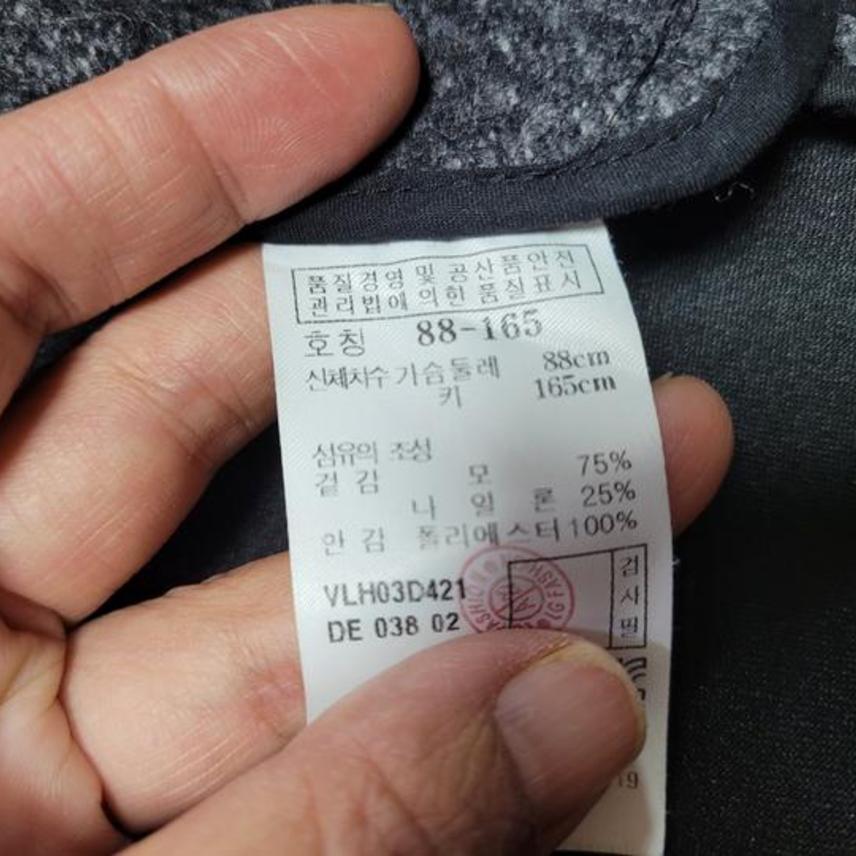 품질경영 및 공산품안전
관리법에 의한 품질표시
호칭 88-165
신체치수 가슴둘레 88cm
키 165cm
섬유의 조성
겉감 모 75%
나일론 25%
안감 폴리에스터 100%
VLH03D421
DE 038 02
검사필